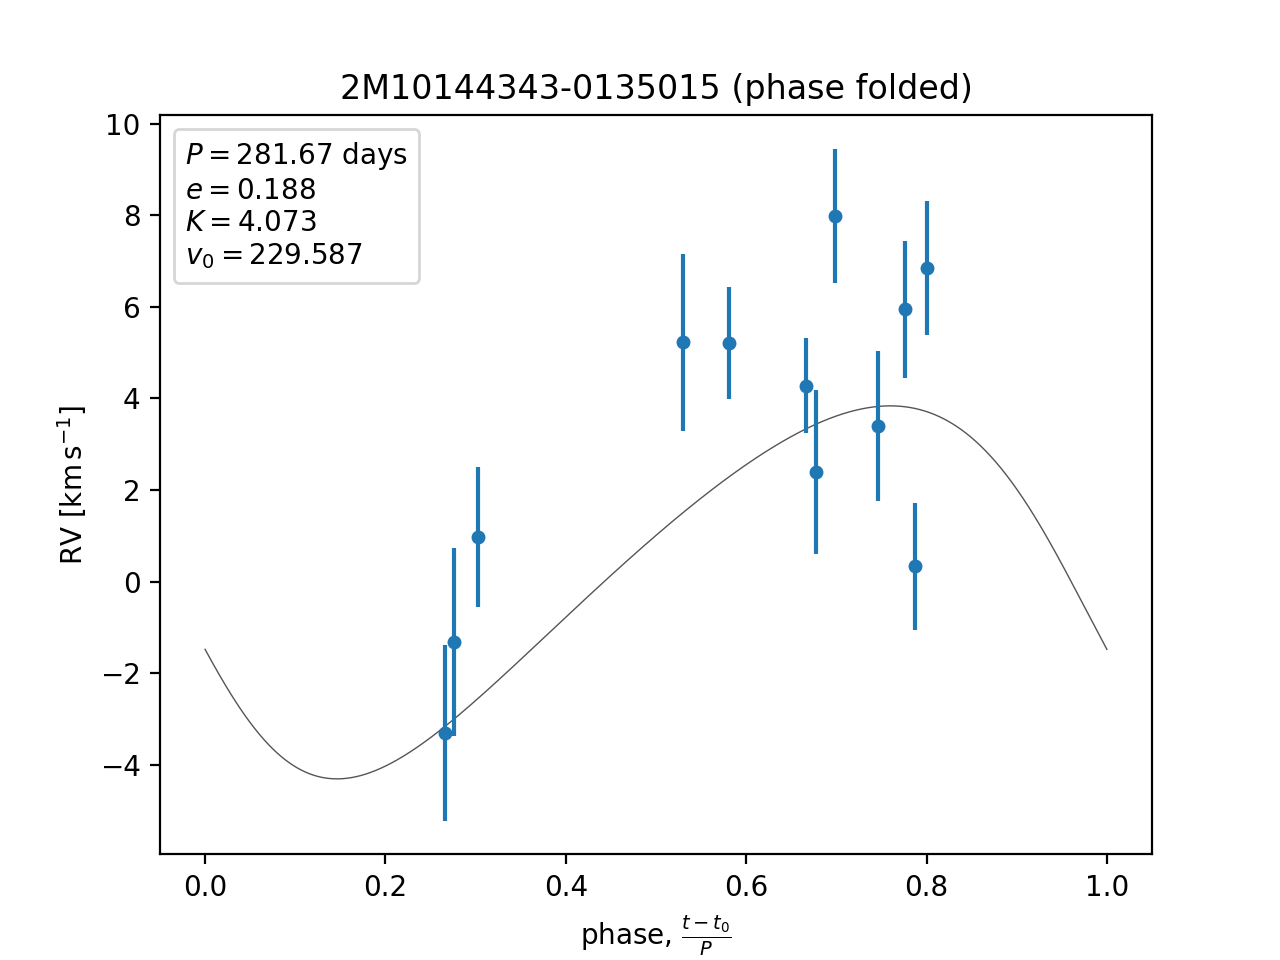 2M10144343-0135015 (phase folded)
P = 281.67 days
e = 0.188
K = 4.073
v₀ = 229.587
10
8
6
4
2
0
−2
−4
RV [km s⁻¹]
0.0 0.2 0.4 0.6 0.8 1.0
phase, (t − t₀)/P